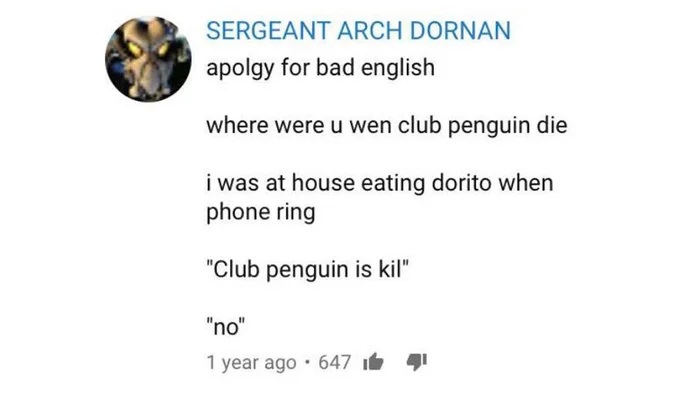 SERGEANT ARCH DORNAN
apolgy for bad english
where were u wen club penguin die
i was at house eating dorito when
phone ring
"Club penguin is kil"
"no"
1 year ago • 647